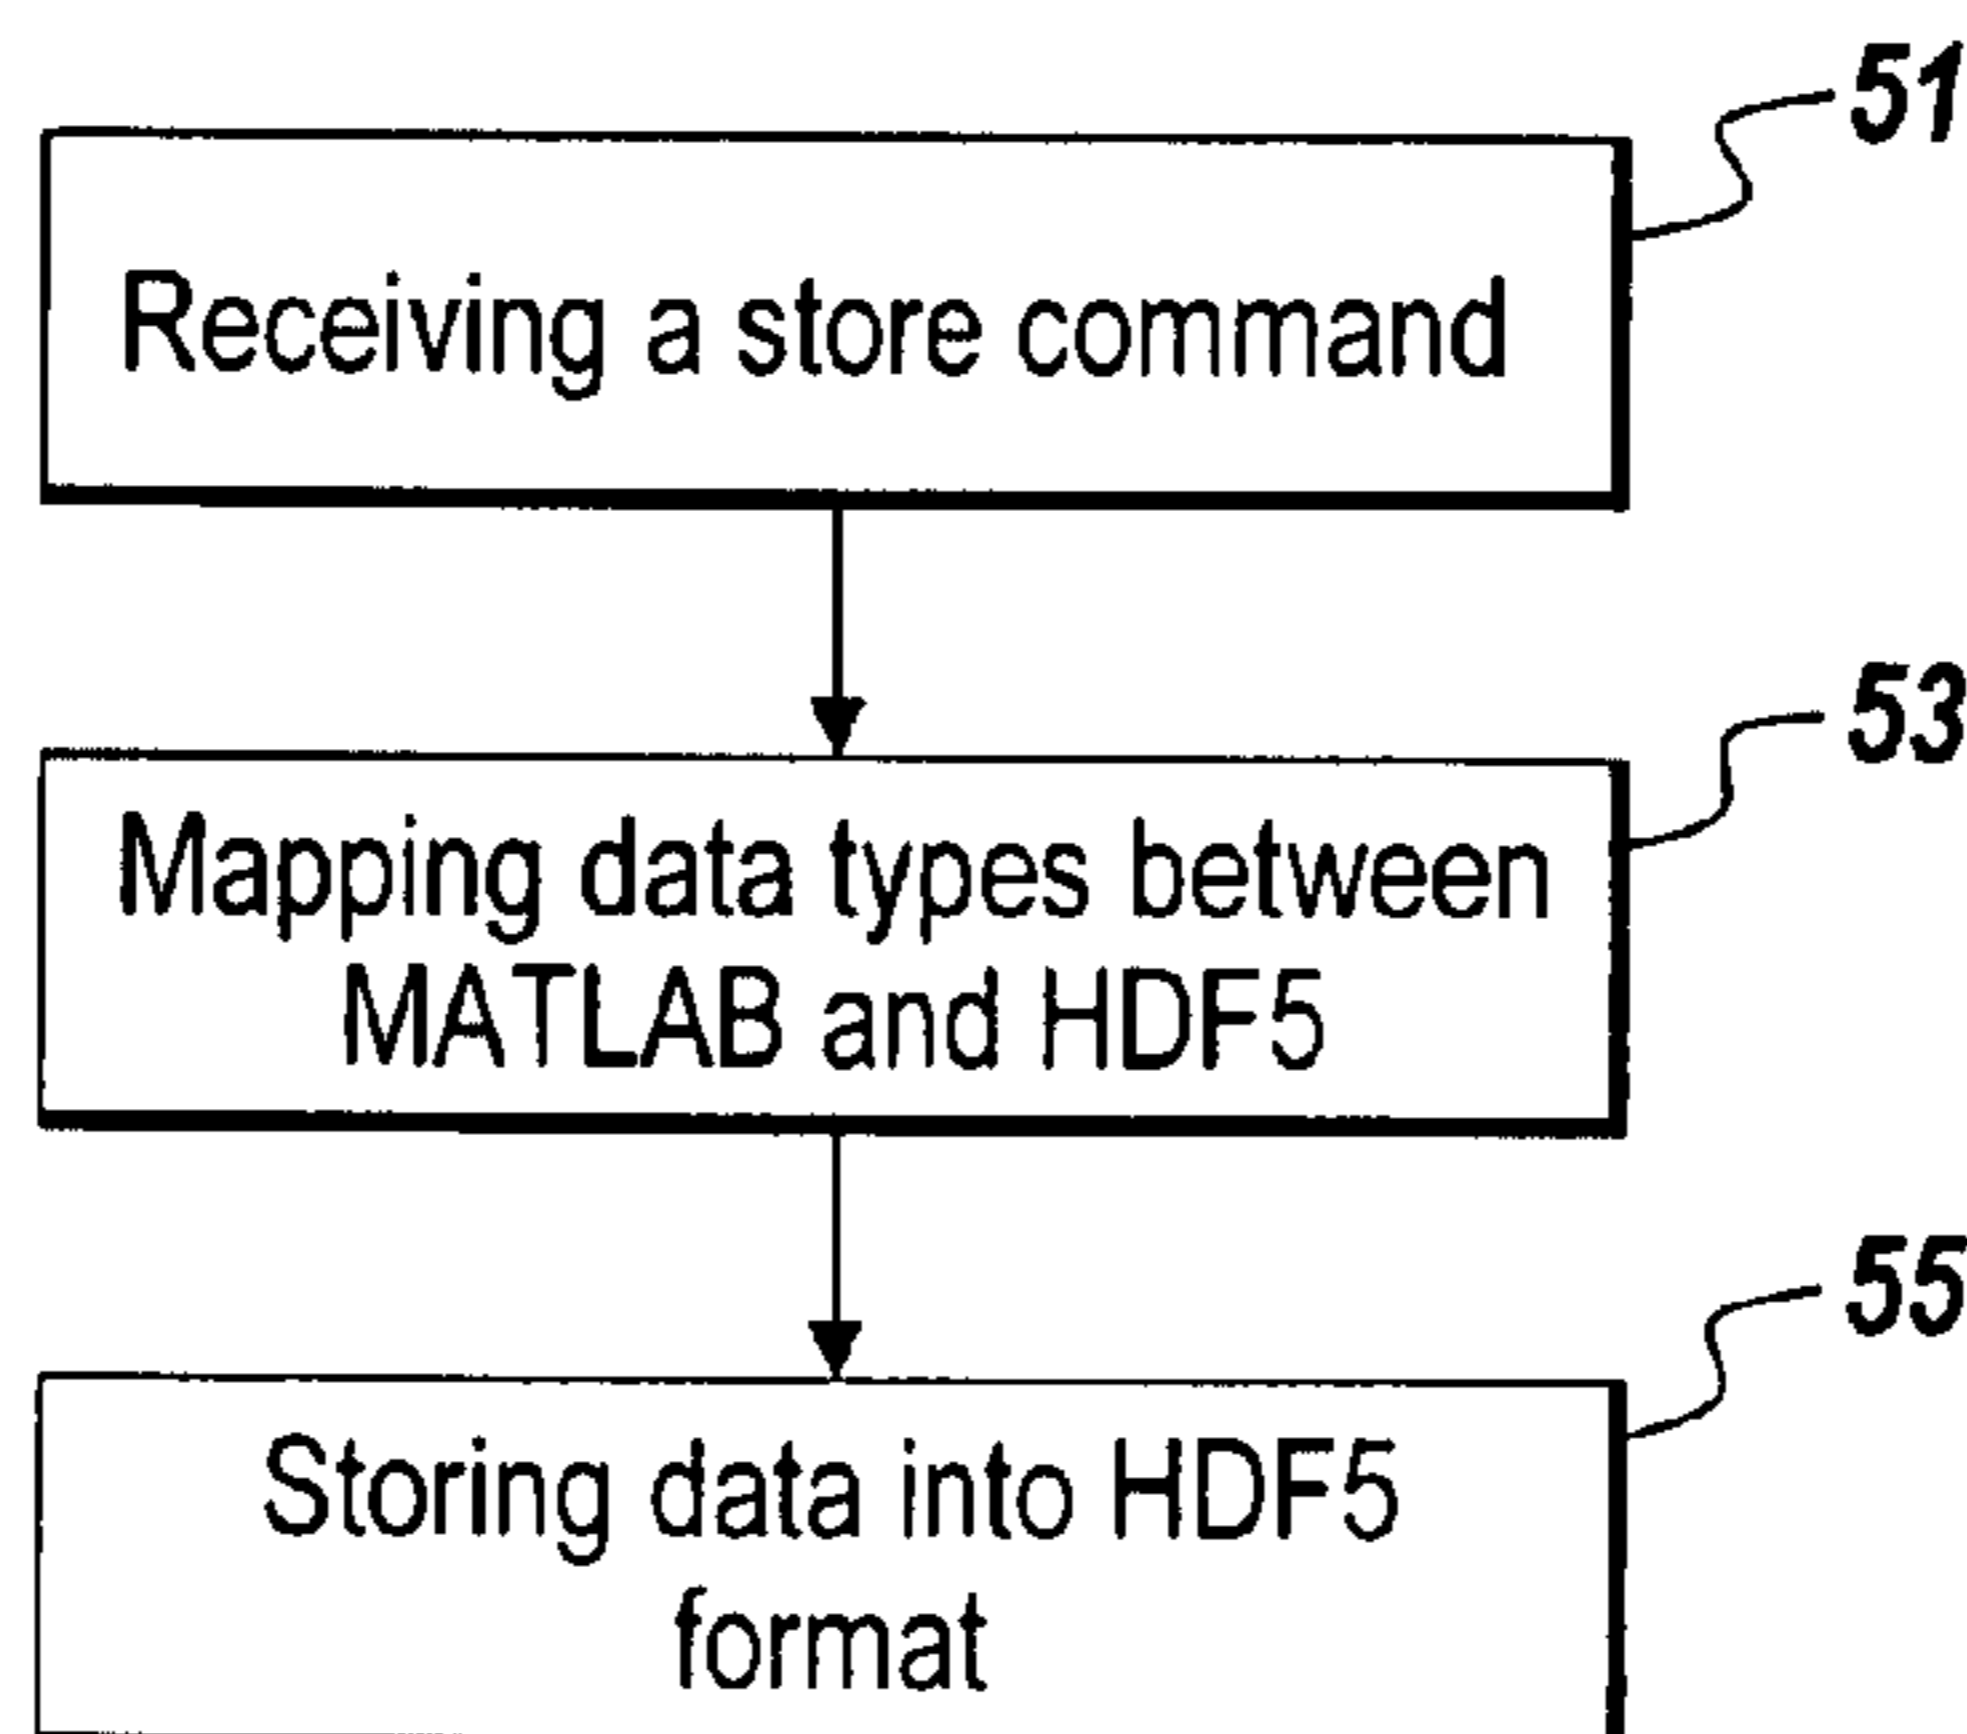 51
Receiving a store command
53
Mapping data types between
MATLAB and HDF5
55
Storing data into HDF5
format